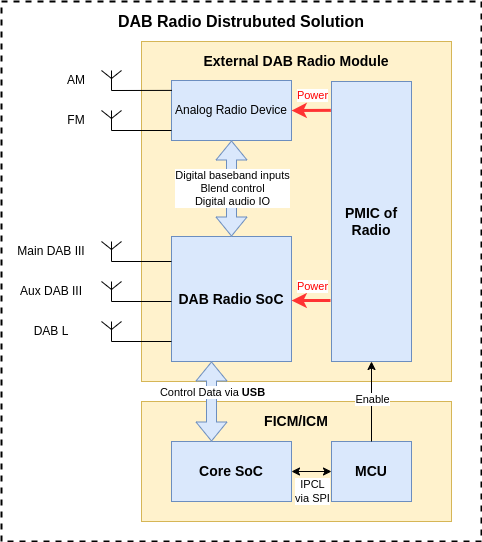 DAB Radio Distrubuted Solution
External DAB Radio Module
AM
FM
Analog Radio Device
Power
PMIC of
Radio
Digital baseband inputs
Blend control
Digital audio IO
Main DAB III
Aux DAB III
DAB L
DAB Radio SoC
Power
Control Data via USB
Enable
FICM/ICM
Core SoC
IPCL
via SPI
MCU